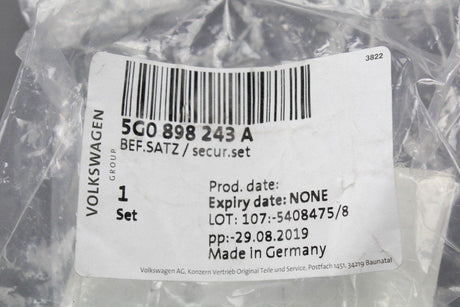 3822
5G0 898 243 A
BEF.SATZ / secur.set
VOLKSWAGEN
GROUP
1
Set
Prod. date:
Expiry date: NONE
LOT: 107:-5408475/8
pp:-29.08.2019
Made in Germany
Volkswagen AG, Konzern Vertrieb Original Teile und Service, Postfach 1451, 34219 Baunatal